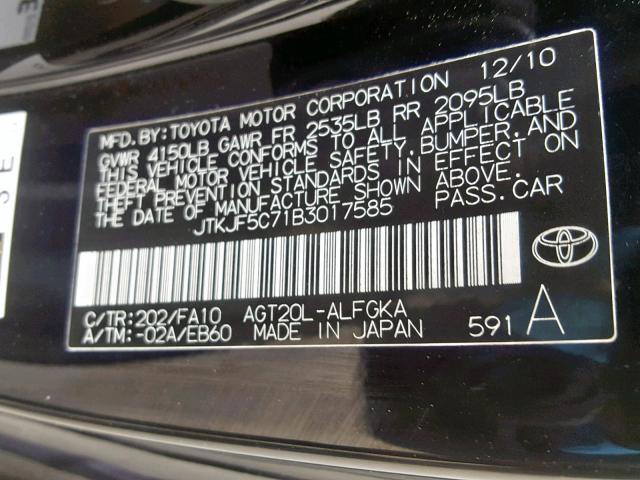 MFD.BY:TOYOTA MOTOR CORPORATION 12/10
GVWR 4150LB GAWR FR 2535LB RR 2095LB
THIS VEHICLE CONFORMS TO ALL APPLICABLE
FEDERAL MOTOR VEHICLE SAFETY,BUMPER,AND
THEFT PREVENTION STANDARDS IN EFFECT ON
THE DATE OF MANUFACTURE SHOWN ABOVE.
JTKJF5C71B3017585 PASS.CAR
C/TR:202/FA10 AGT20L-ALFGKA
A/TM:-02A/EB60 MADE IN JAPAN 591 A
TOYOTA
3E
E